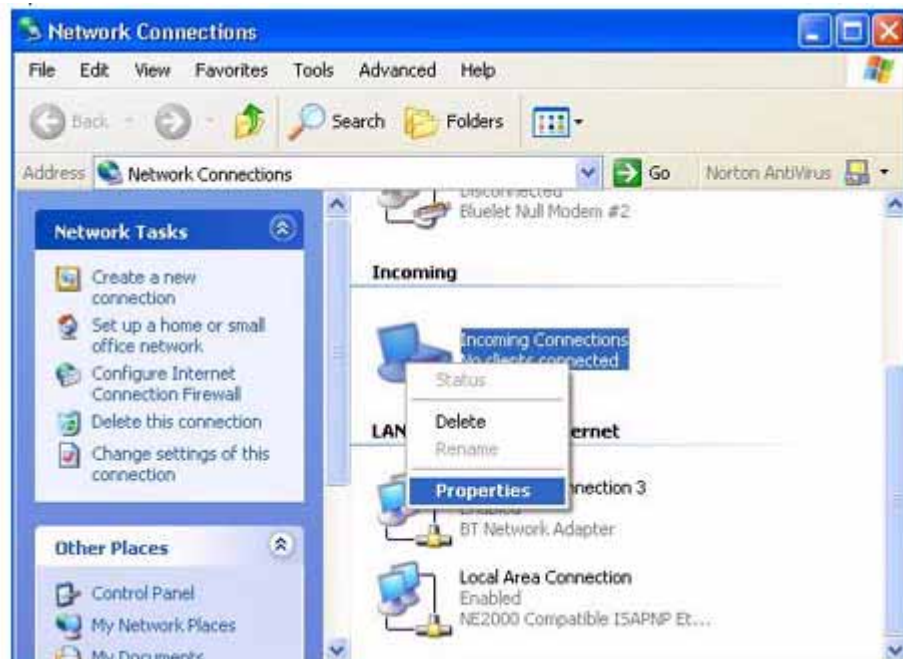 Network Connections
File Edit View Favorites Tools Advanced Help
Back Search Folders
Address Network Connections Go Norton AntiVirus
Network Tasks
Create a new
connection
Set up a home or small
office network
Configure Internet
Connection Firewall
Delete this connection
Change settings of this
connection
Other Places
Control Panel
My Network Places
My Documents
Disconnected
Bluelet Null Modem #2
Incoming
Incoming Connections
No clients connected
Status
Delete
Rename
Properties
LAN ernet
nnection 3
Enabled
BT Network Adapter
Local Area Connection
Enabled
NE2000 Compatible ISAPNP Et...